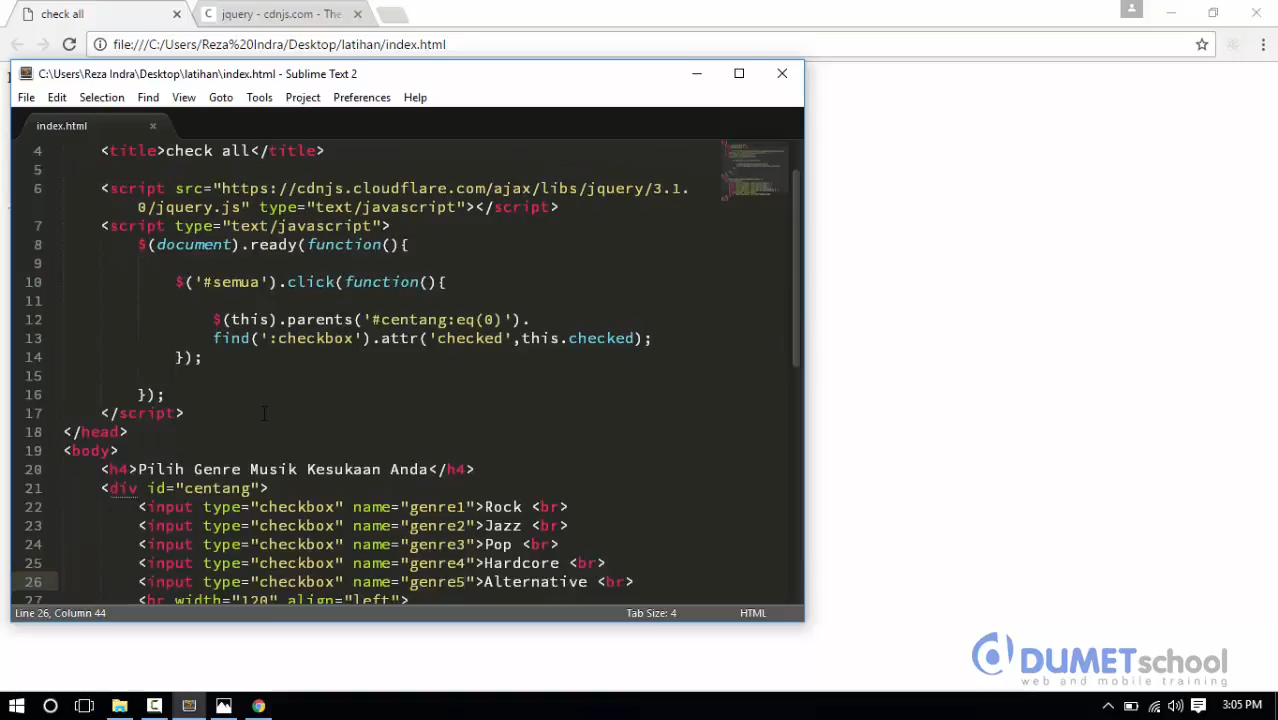 check all
jquery - cdnjs.com - The
file:///C:/Users/Reza%20Indra/Desktop/latihan/index.html
C:\Users\Reza Indra\Desktop\latihan\index.html - Sublime Text 2
File Edit Selection Find View Goto Tools Project Preferences Help
index.html
4 <title>check all</title>
5
6 <script src="https://cdnjs.cloudflare.com/ajax/libs/jquery/3.1.
0/jquery.js" type="text/javascript"></script>
7 <script type="text/javascript">
8 $(document).ready(function(){
9
10 $('#semua').click(function(){
11
12 $(this).parents('#centang:eq(0)').
13 find(':checkbox').attr('checked',this.checked);
14 });
15
16 });
17 </script>
18 </head>
19 <body>
20 <h4>Pilih Genre Musik Kesukaan Anda</h4>
21 <div id="centang">
22 <input type="checkbox" name="genre1">Rock <br>
23 <input type="checkbox" name="genre2">Jazz <br>
24 <input type="checkbox" name="genre3">Pop <br>
25 <input type="checkbox" name="genre4">Hardcore <br>
26 <input type="checkbox" name="genre5">Alternative <br>
27 <hr width="120" align="left">
Line 26, Column 44
Tab Size: 4
HTML
DUMETschool
web and mobile training
3:05 PM